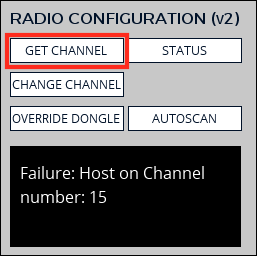 RADIO CONFIGURATION (v2)
GET CHANNEL STATUS
CHANGE CHANNEL
OVERRIDE DONGLE AUTOSCAN
Failure: Host on Channel
number: 15